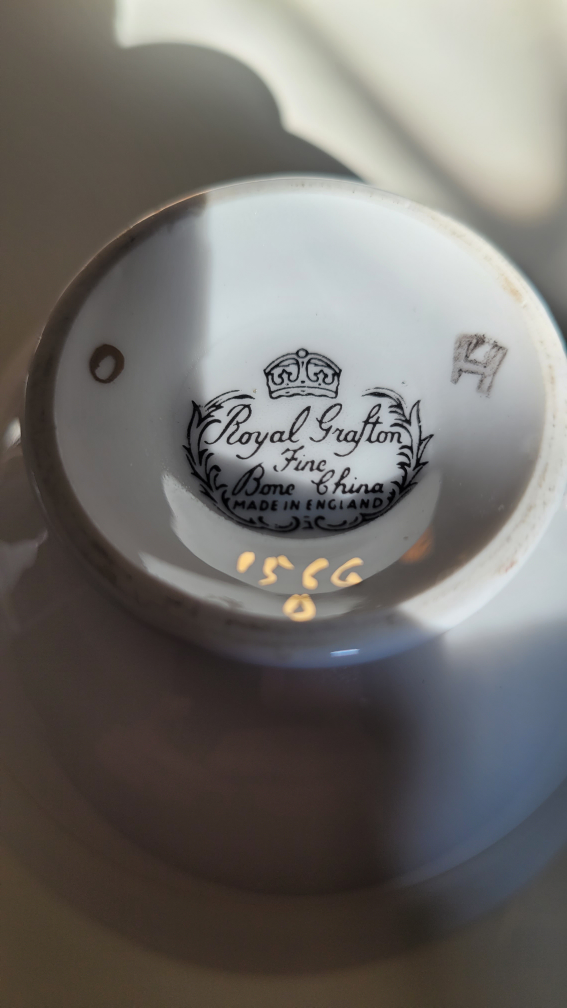 O
H
Royal Grafton
Fine
Bone China
MADE IN ENGLAND
1566
O